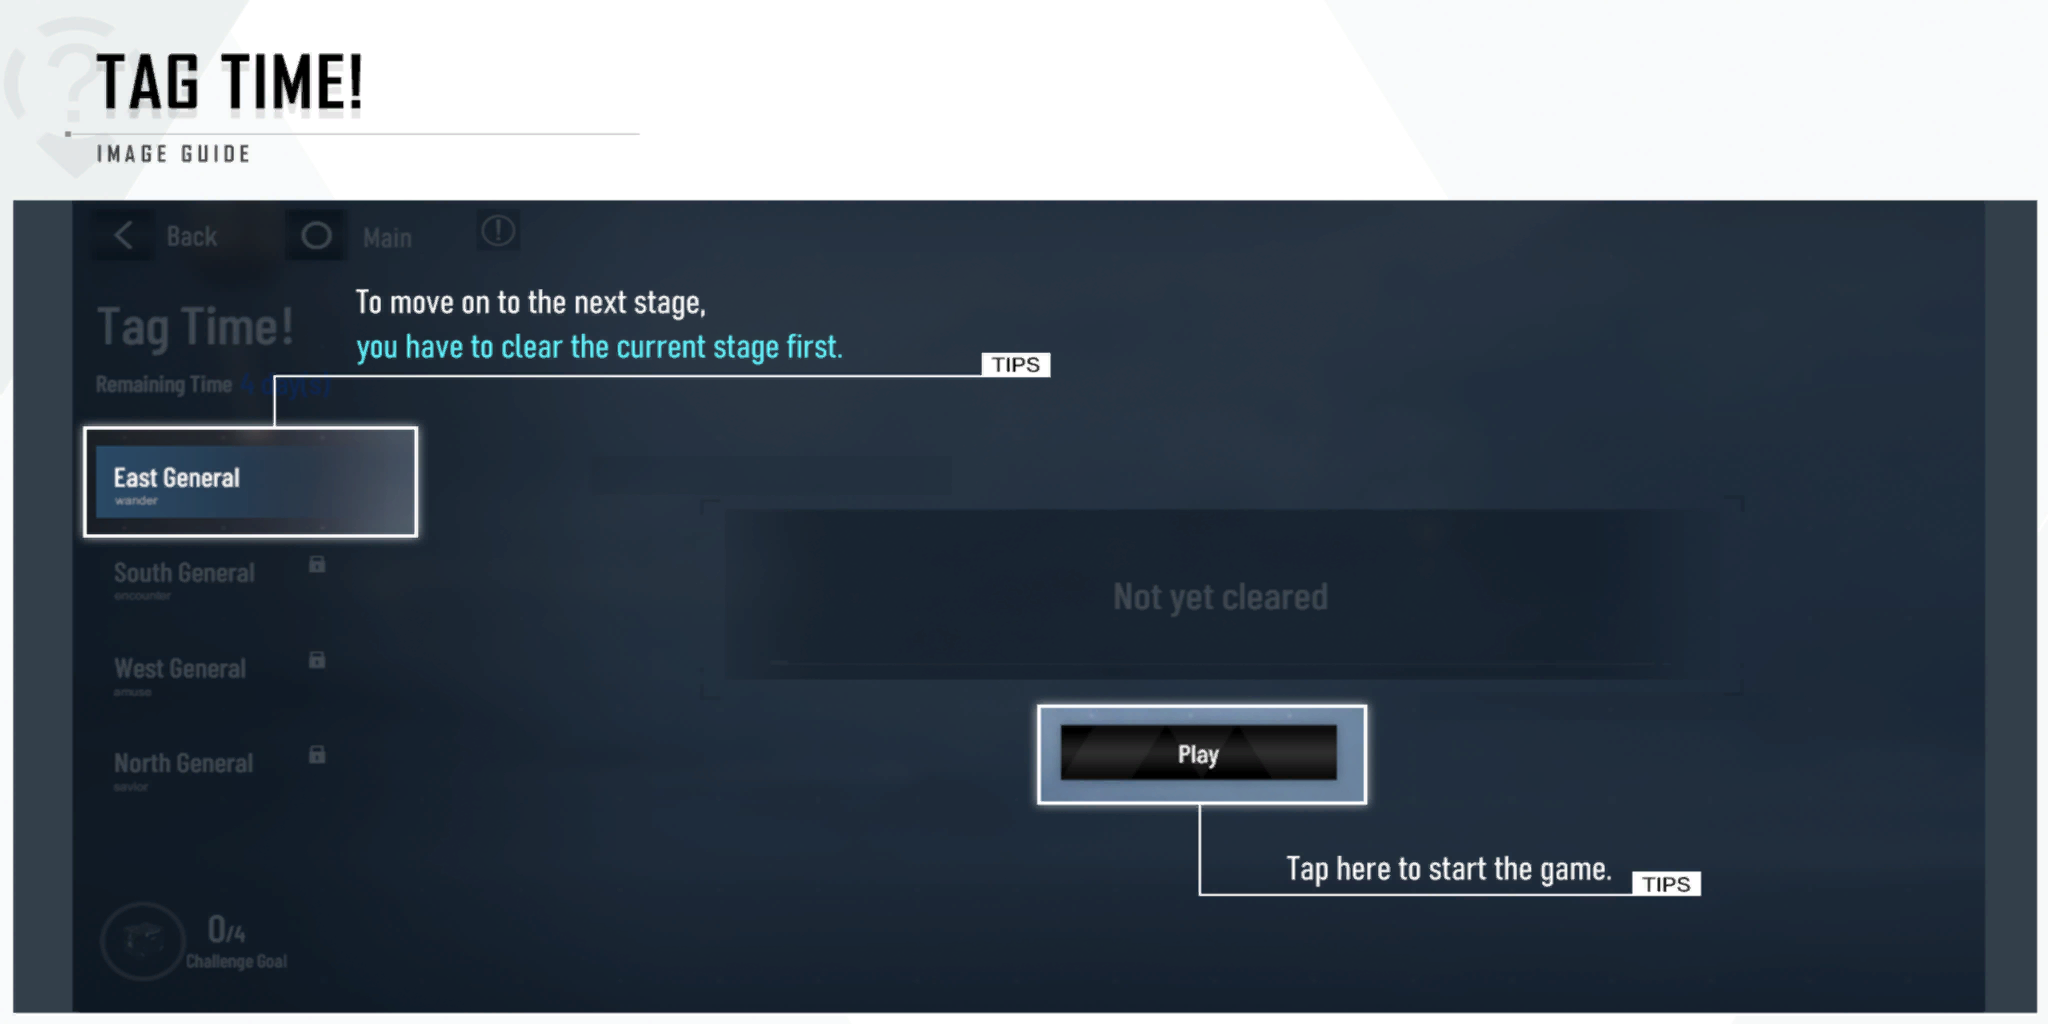 TAG TIME!
IMAGE GUIDE
Back
Main
Tag Time!
To move on to the next stage,
you have to clear the current stage first.
TIPS
Remaining Time 4 day(s)
East General
wander
South General
encounter
West General
amuse
North General
savior
Not yet cleared
Play
Tap here to start the game.
TIPS
0/4
Challenge Goal